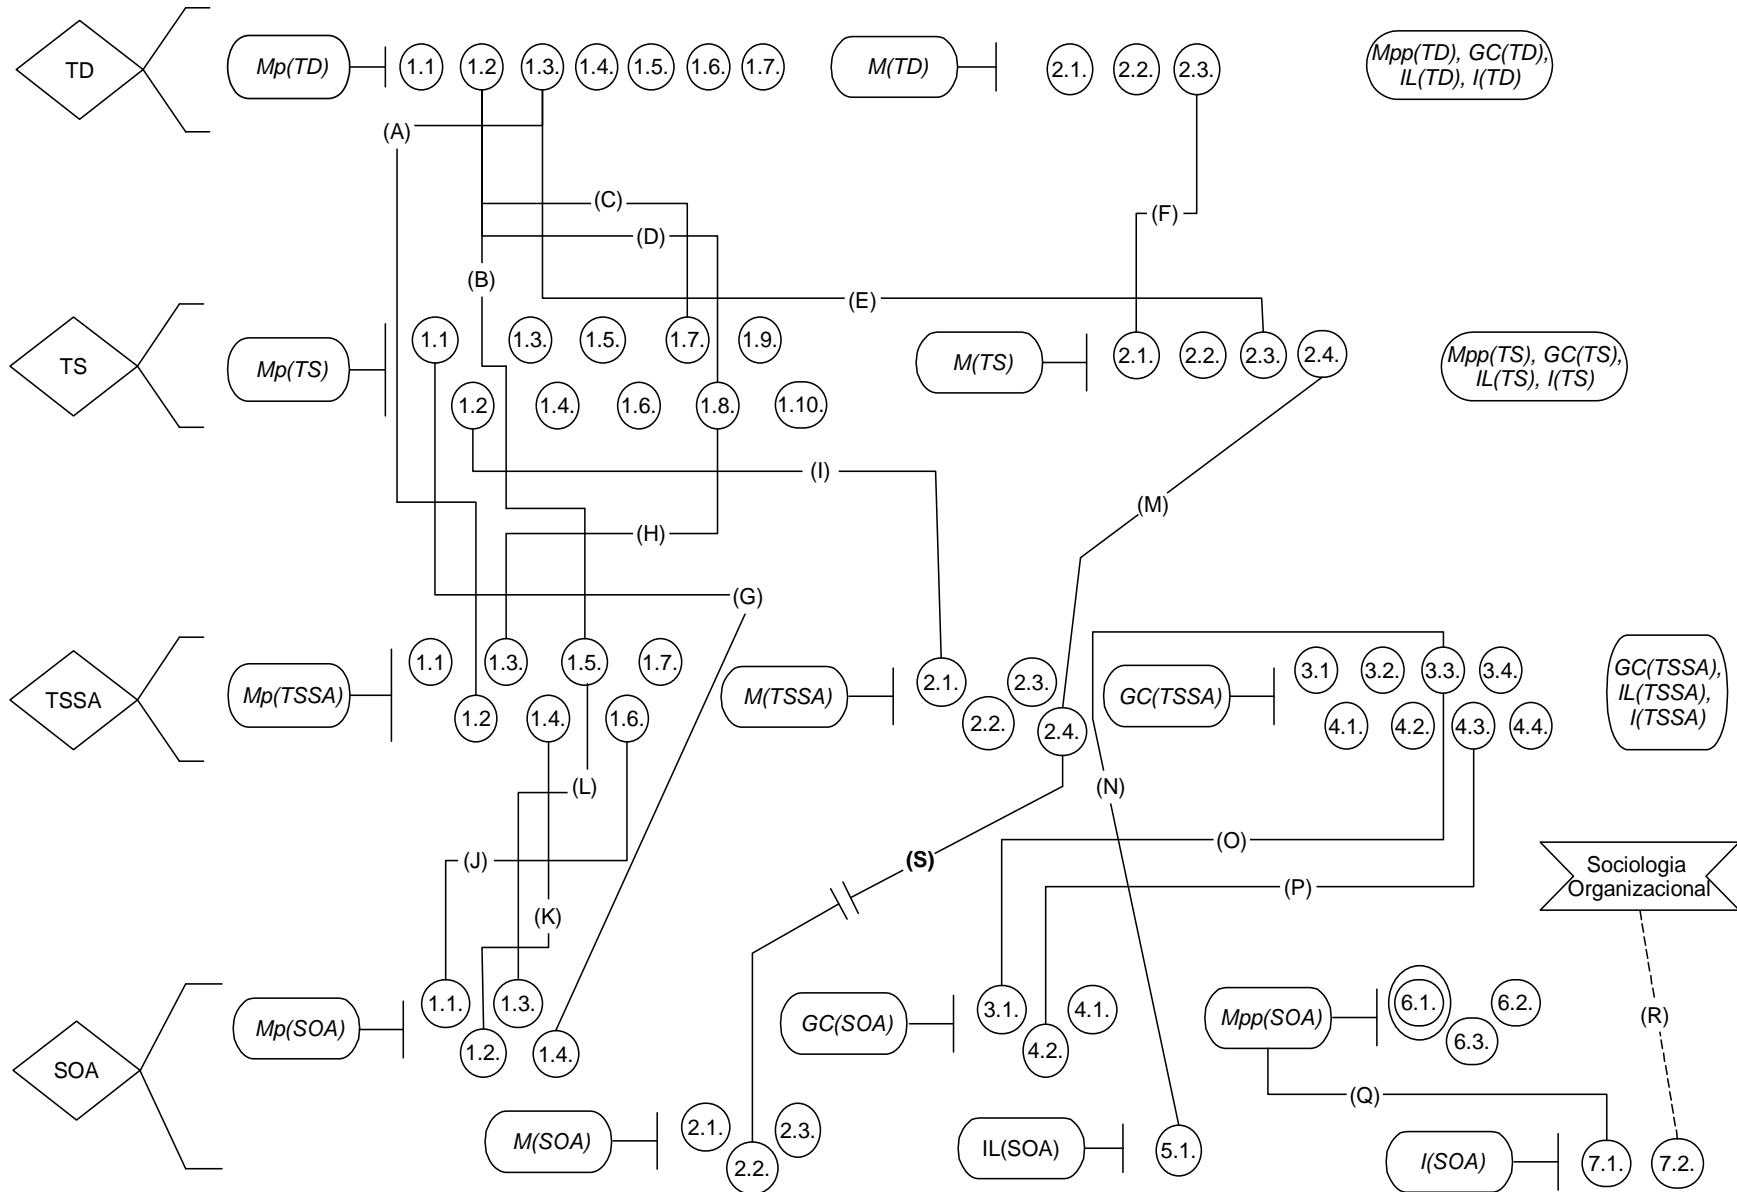 TD
Mp(TD)
1.1
1.2
1.3.
1.4.
1.5.
1.6.
1.7.
M(TD)
2.1.
2.2.
2.3.
Mpp(TD), GC(TD),
IL(TD), I(TD)
(A)
(C)
(D)
(B)
(F)
(E)
TS
Mp(TS)
1.1
1.3.
1.5.
1.7.
1.9.
1.2
1.4.
1.6.
1.8.
1.10.
M(TS)
2.1.
2.2.
2.3.
2.4.
Mpp(TS), GC(TS),
IL(TS), I(TS)
(I)
(M)
(H)
(G)
TSSA
Mp(TSSA)
1.1
1.3.
1.5.
1.7.
1.2
1.4.
1.6.
M(TSSA)
2.1.
2.3.
2.2.
2.4.
GC(TSSA)
3.1
3.2.
3.3.
3.4.
4.1.
4.2.
4.3.
4.4.
GC(TSSA),
IL(TSSA),
I(TSSA)
(L)
(N)
(J)
(S)
(O)
(P)
(K)
Sociologia
Organizacional
(R)
SOA
Mp(SOA)
1.1.
1.3.
1.2.
1.4.
GC(SOA)
3.1.
4.1.
4.2.
Mpp(SOA)
6.1.
6.2.
6.3.
(Q)
M(SOA)
2.1.
2.3.
2.2.
IL(SOA)
5.1.
I(SOA)
7.1.
7.2.